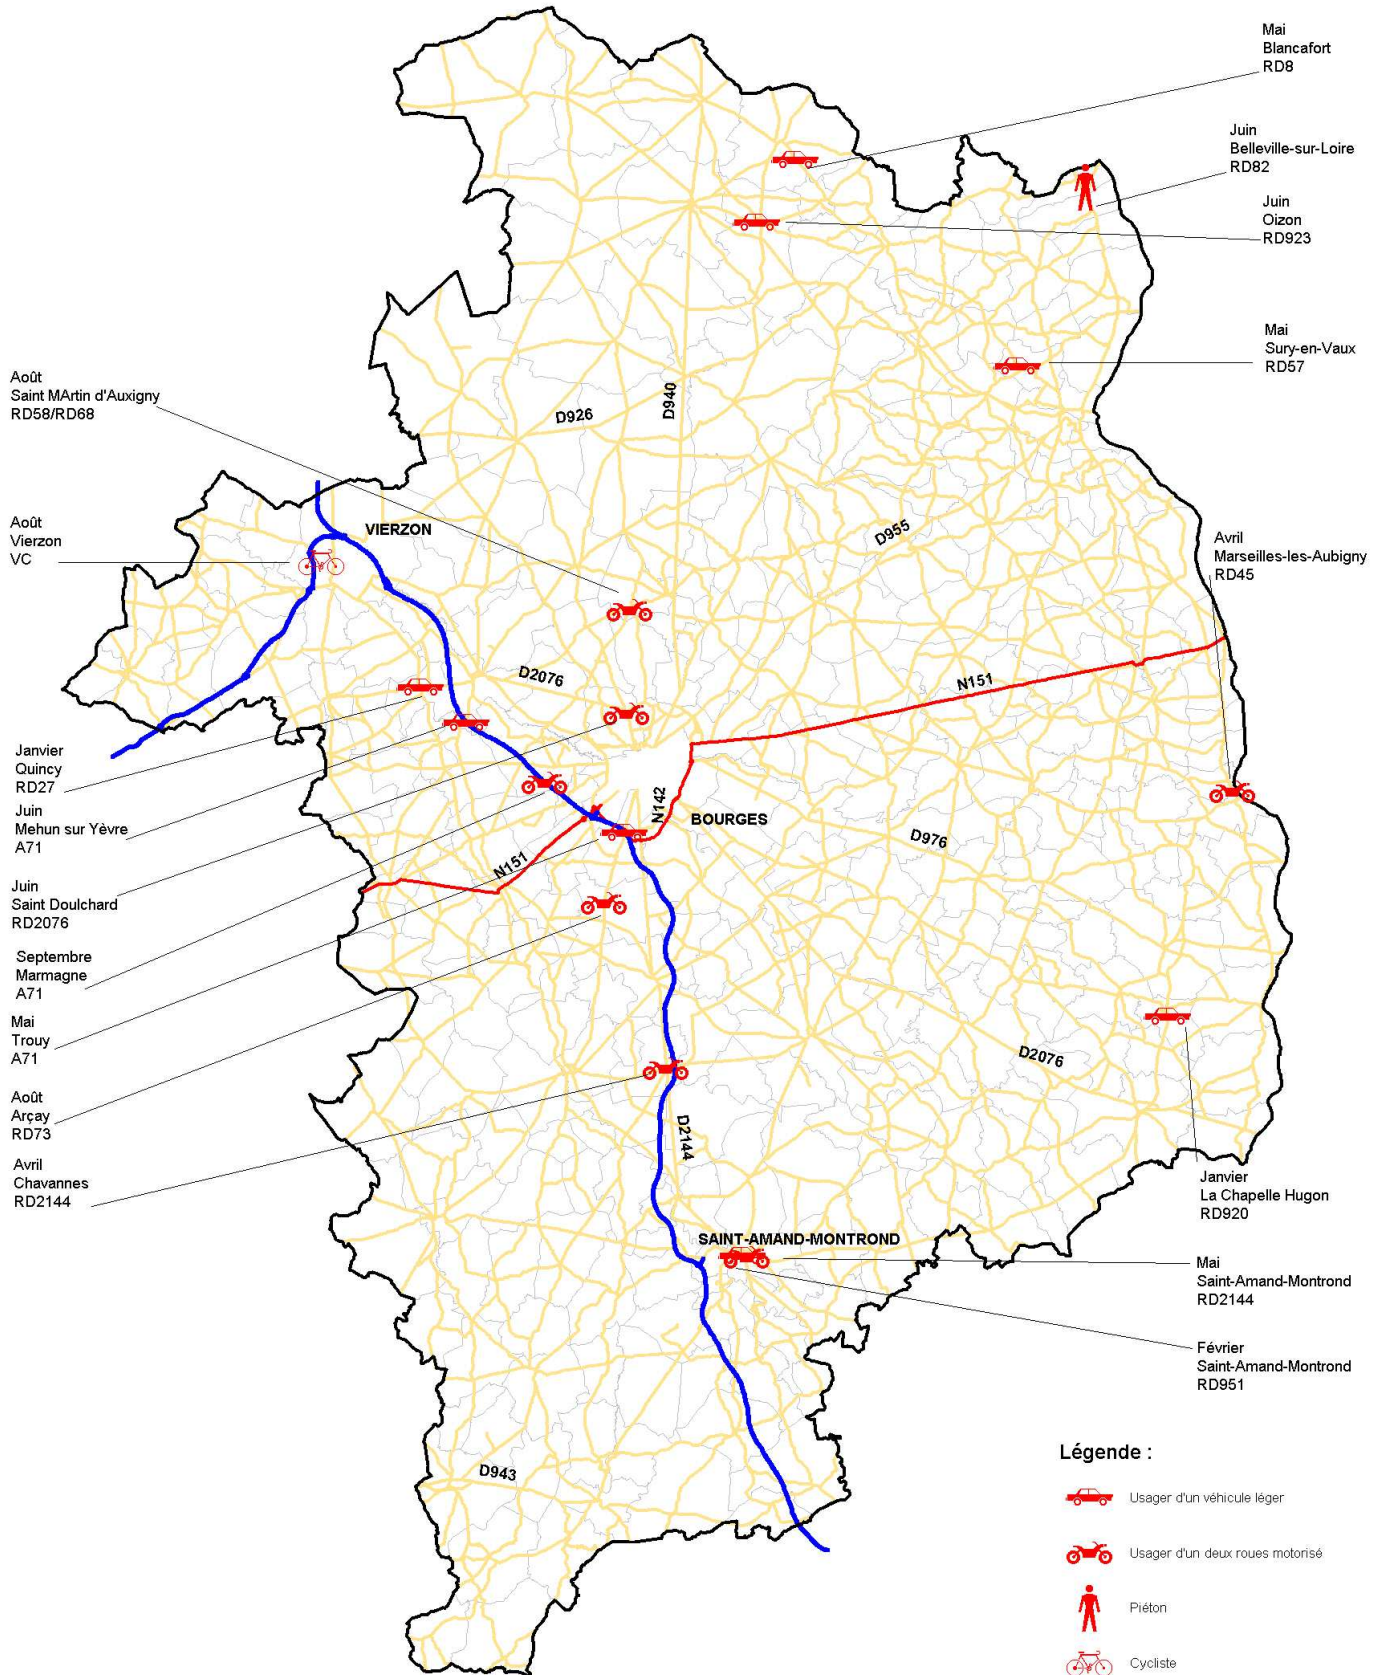 Mai
Blancafort
RD8
Juin
Belleville-sur-Loire
RD82
Juin
Oizon
RD923
Mai
Sury-en-Vaux
RD57
Août
Saint MArtin d'Auxigny
RD58/RD68
D926
D940
Août
Vierzon
VC
VIERZON
D955
Avril
Marseilles-les-Aubigny
RD45
D2076
N151
Janvier
Quincy
RD27
Juin
Mehun sur Yèvre
A71
N142
BOURGES
D976
N151
Juin
Saint Doulchard
RD2076
Septembre
Marmagne
A71
Mai
Trouy
A71
D2076
Août
Arçay
RD73
D2144
Avril
Chavannes
RD2144
Janvier
La Chapelle Hugon
RD920
SAINT-AMAND-MONTROND
Mai
Saint-Amand-Montrond
RD2144
Février
Saint-Amand-Montrond
RD951
D943
Légende :
Usager d'un véhicule léger
Usager d'un deux roues motorisé
Piéton
Cycliste